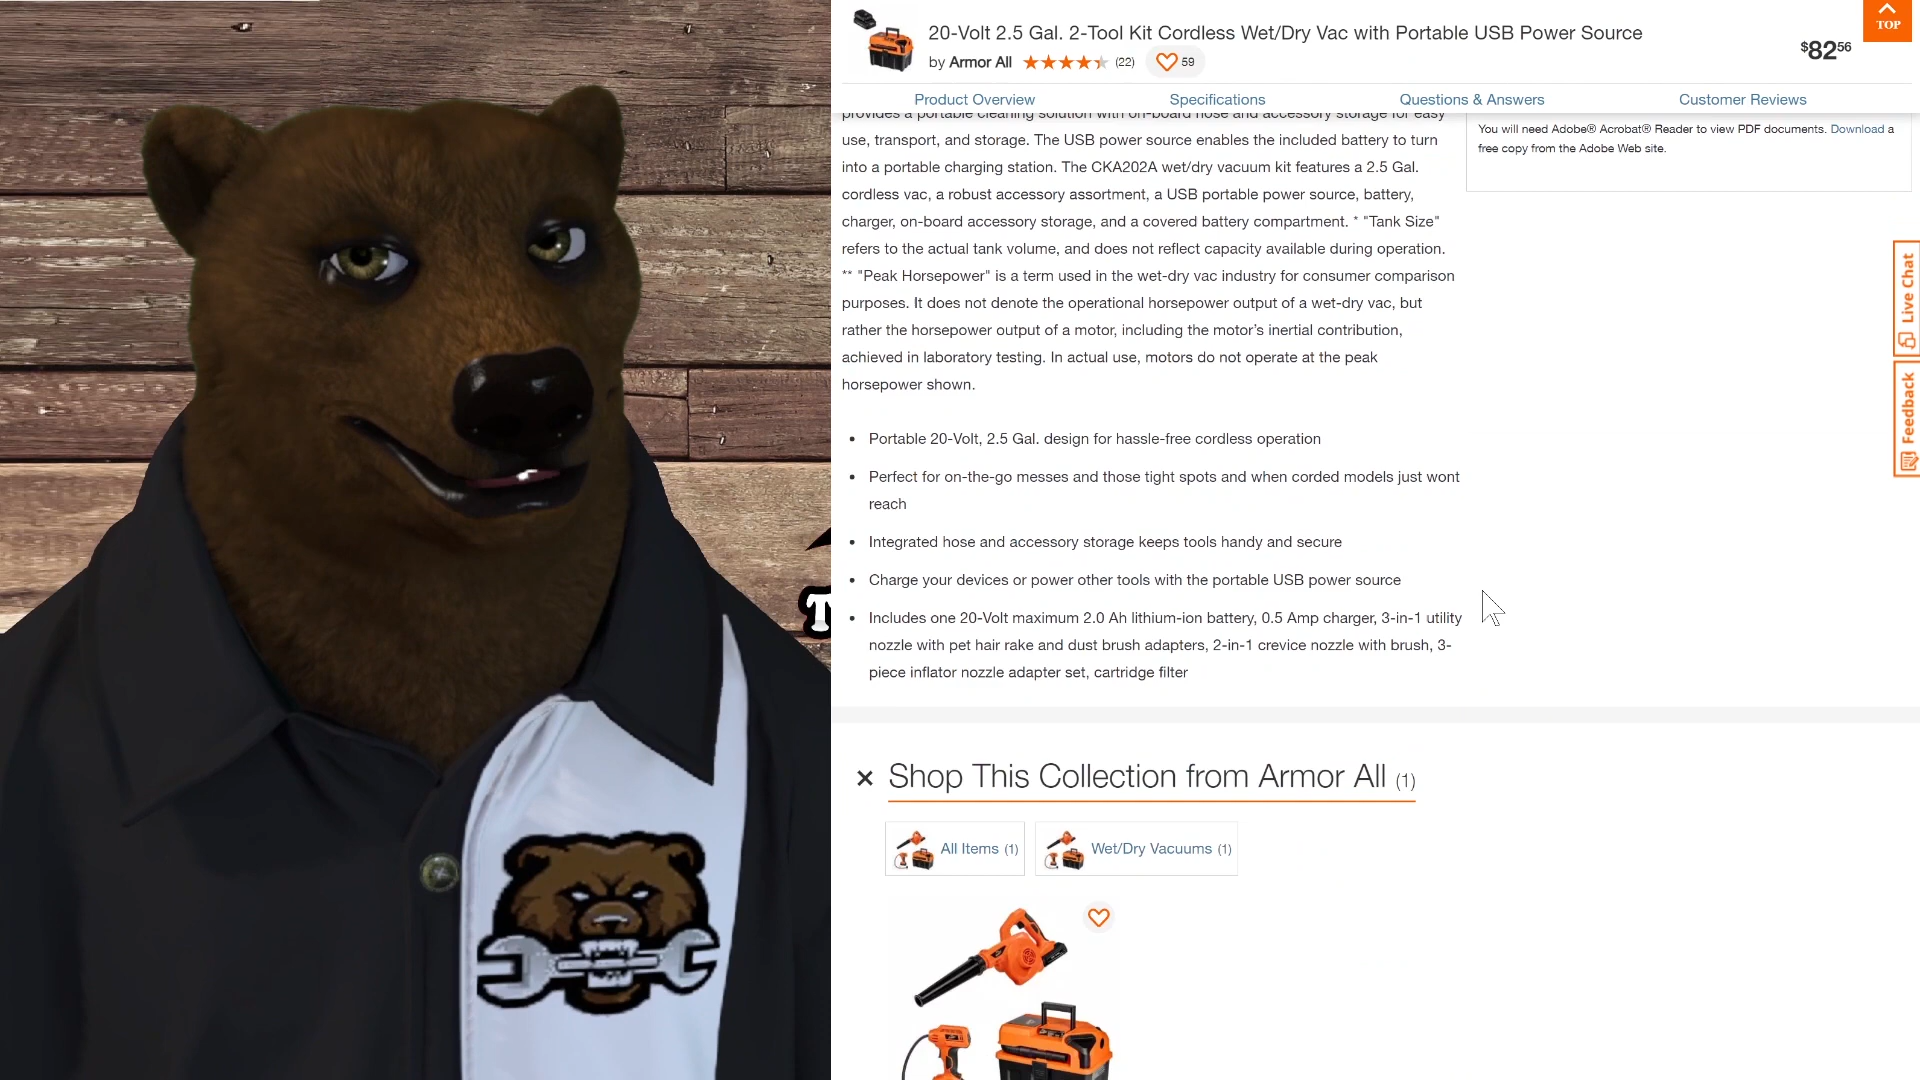 20-Volt 2.5 Gal. 2-Tool Kit Cordless Wet/Dry Vac with Portable USB Power Source
by Armor All (22) 59
$82 56
TOP
Product Overview Specifications Questions & Answers Customer Reviews
provides a portable cleaning solution with on-board hose and accessory storage for easy
use, transport, and storage. The USB power source enables the included battery to turn
into a portable charging station. The CKA202A wet/dry vacuum kit features a 2.5 Gal.
cordless vac, a robust accessory assortment, a USB portable power source, battery,
charger, on-board accessory storage, and a covered battery compartment. * "Tank Size"
refers to the actual tank volume, and does not reflect capacity available during operation.
** "Peak Horsepower" is a term used in the wet-dry vac industry for consumer comparison
purposes. It does not denote the operational horsepower output of a wet-dry vac, but
rather the horsepower output of a motor, including the motor’s inertial contribution,
achieved in laboratory testing. In actual use, motors do not operate at the peak
horsepower shown.
• Portable 20-Volt, 2.5 Gal. design for hassle-free cordless operation
• Perfect for on-the-go messes and those tight spots and when corded models just wont
reach
• Integrated hose and accessory storage keeps tools handy and secure
• Charge your devices or power other tools with the portable USB power source
• Includes one 20-Volt maximum 2.0 Ah lithium-ion battery, 0.5 Amp charger, 3-in-1 utility
nozzle with pet hair rake and dust brush adapters, 2-in-1 crevice nozzle with brush, 3-
piece inflator nozzle adapter set, cartridge filter
You will need Adobe® Acrobat® Reader to view PDF documents. Download a
free copy from the Adobe Web site.
Live Chat
Feedback
Shop This Collection from Armor All (1)
All Items (1) Wet/Dry Vacuums (1)